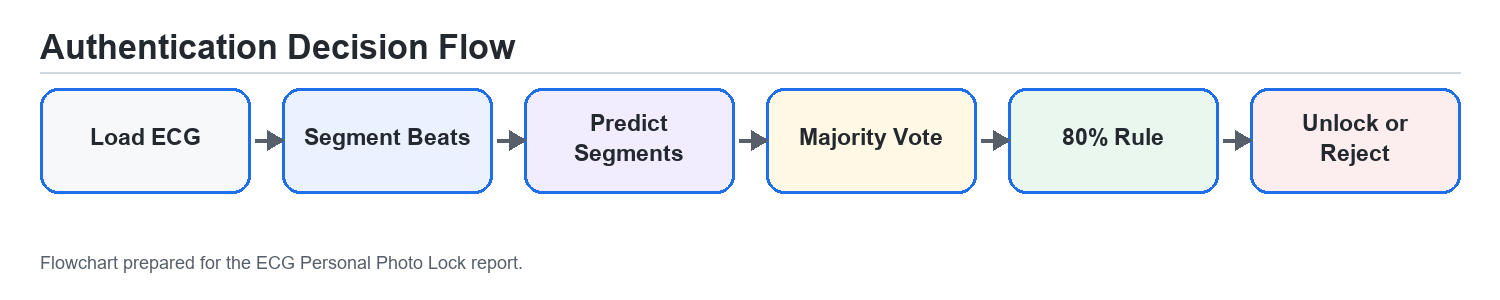 Authentication Decision Flow
Load ECG
Segment Beats
Predict
Segments
Majority Vote
80% Rule
Unlock or
Reject
Flowchart prepared for the ECG Personal Photo Lock report.